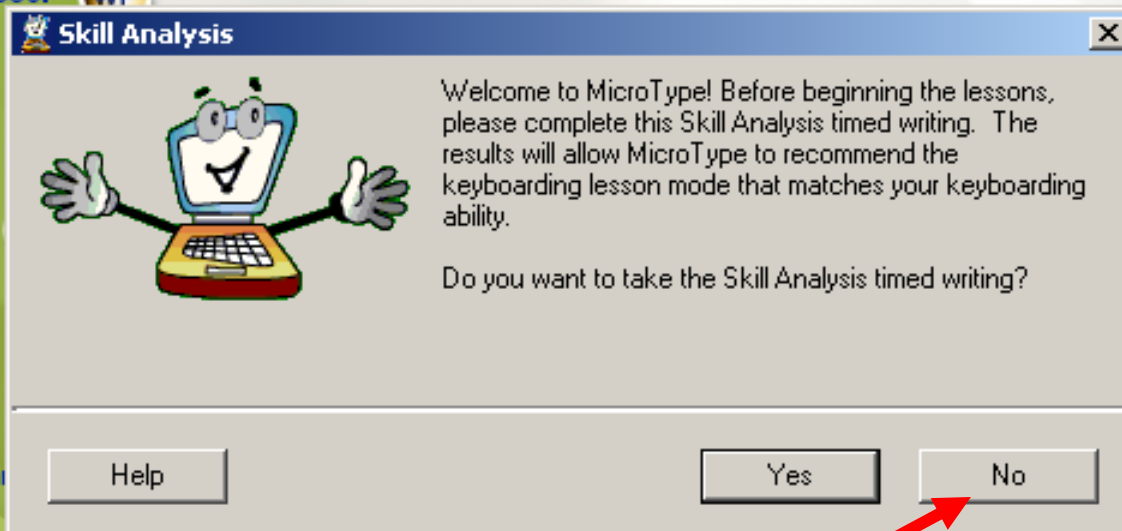 Skill Analysis
Welcome to MicroType! Before beginning the lessons,
please complete this Skill Analysis timed writing. The
results will allow MicroType to recommend the
keyboarding lesson mode that matches your keyboarding
ability.
Do you want to take the Skill Analysis timed writing?
Help
Yes
No